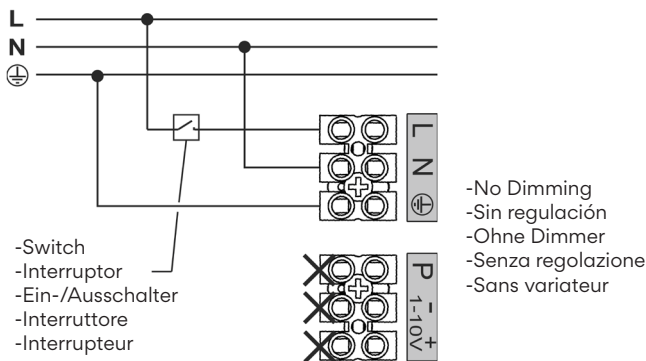 L
N
L
N
-No Dimming
-Sin regulación
-Ohne Dimmer
-Senza regolazione
-Sans variateur
-Switch
-Interruptor
-Ein-/Ausschalter
-Interruttore
-Interrupteur
P
- +
1-10V